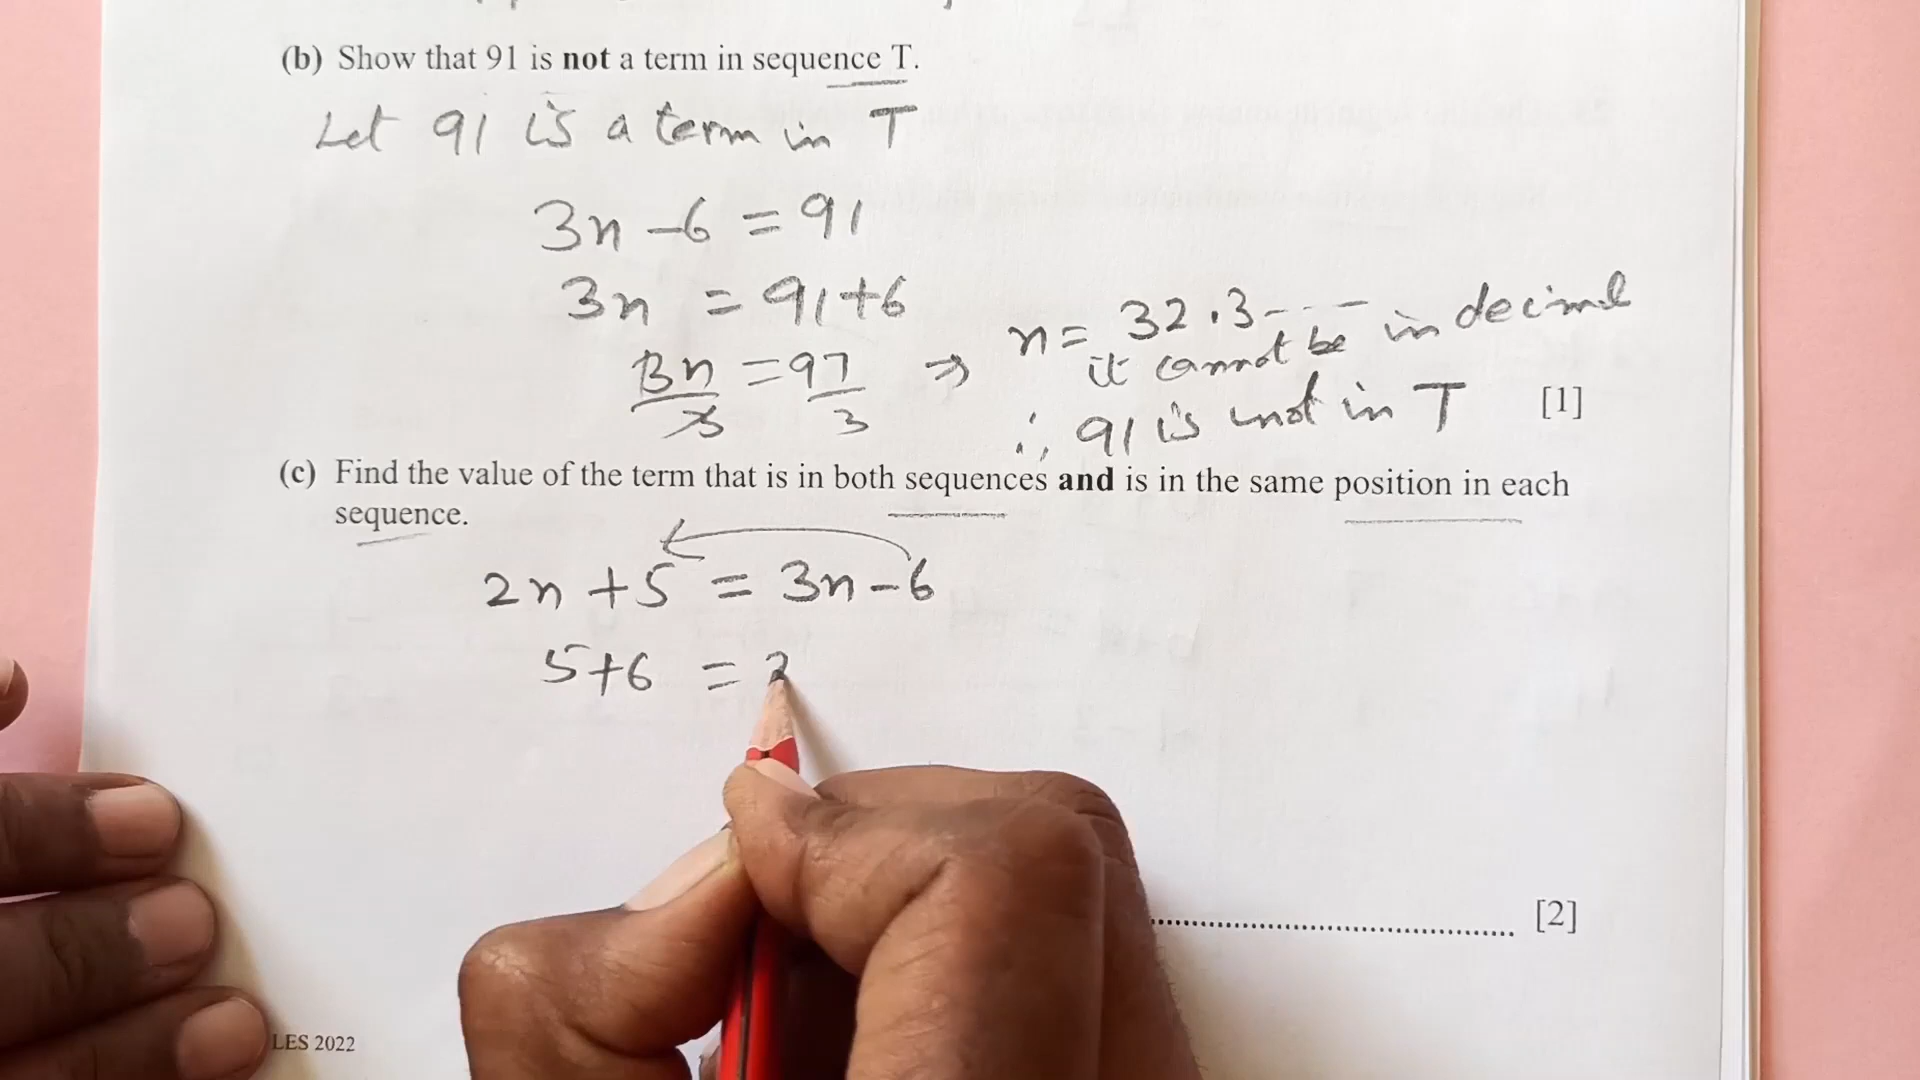 (b) Show that 91 is not a term in sequence T.
Let 91 is a term in T
3n - 6 = 91
3n = 91+6
3n/3 = 97/3 ⇒ n = 32.3---
it cannot be in decimal
∴ 91 is not in T [1]
(c) Find the value of the term that is in both sequences and is in the same position in each
sequence.
2n + 5 = 3n - 6
5+6 =
[2]
LES 2022